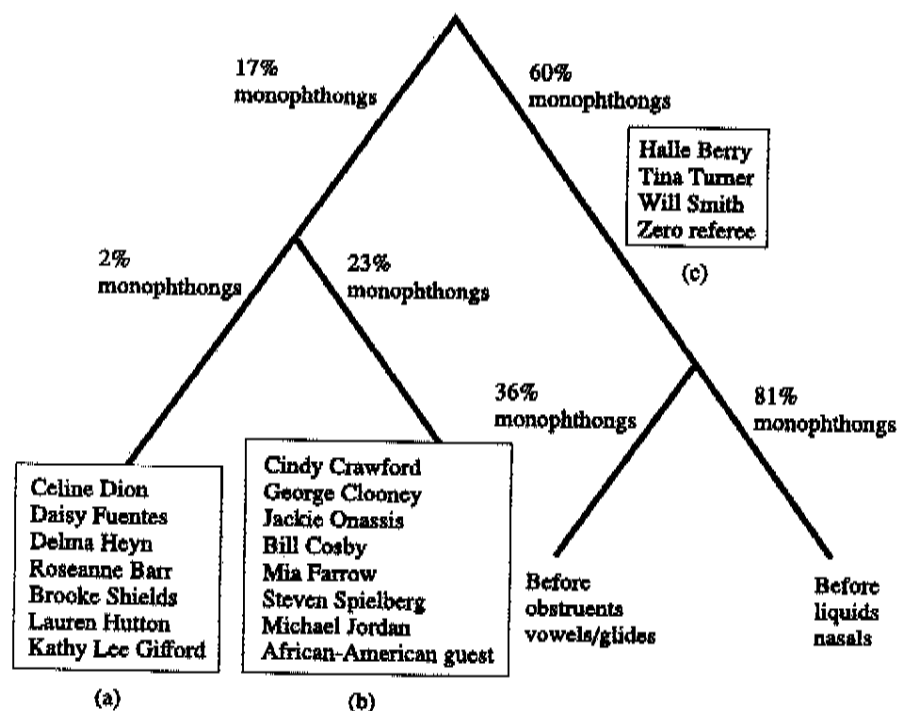 17%
monophthongs
60%
monophthongs
Halle Berry
Tina Turner
Will Smith
Zero referee
(c)
2%
monophthongs
23%
monophthongs
36%
monophthongs
81%
monophthongs
Celine Dion
Daisy Fuentes
Delma Heyn
Roseanne Barr
Brooke Shields
Lauren Hutton
Kathy Lee Gifford
(a)
Cindy Crawford
George Clooney
Jackie Onassis
Bill Cosby
Mia Farrow
Steven Spielberg
Michael Jordan
African-American guest
(b)
Before
obstruents
vowels/glides
Before
liquids
nasals